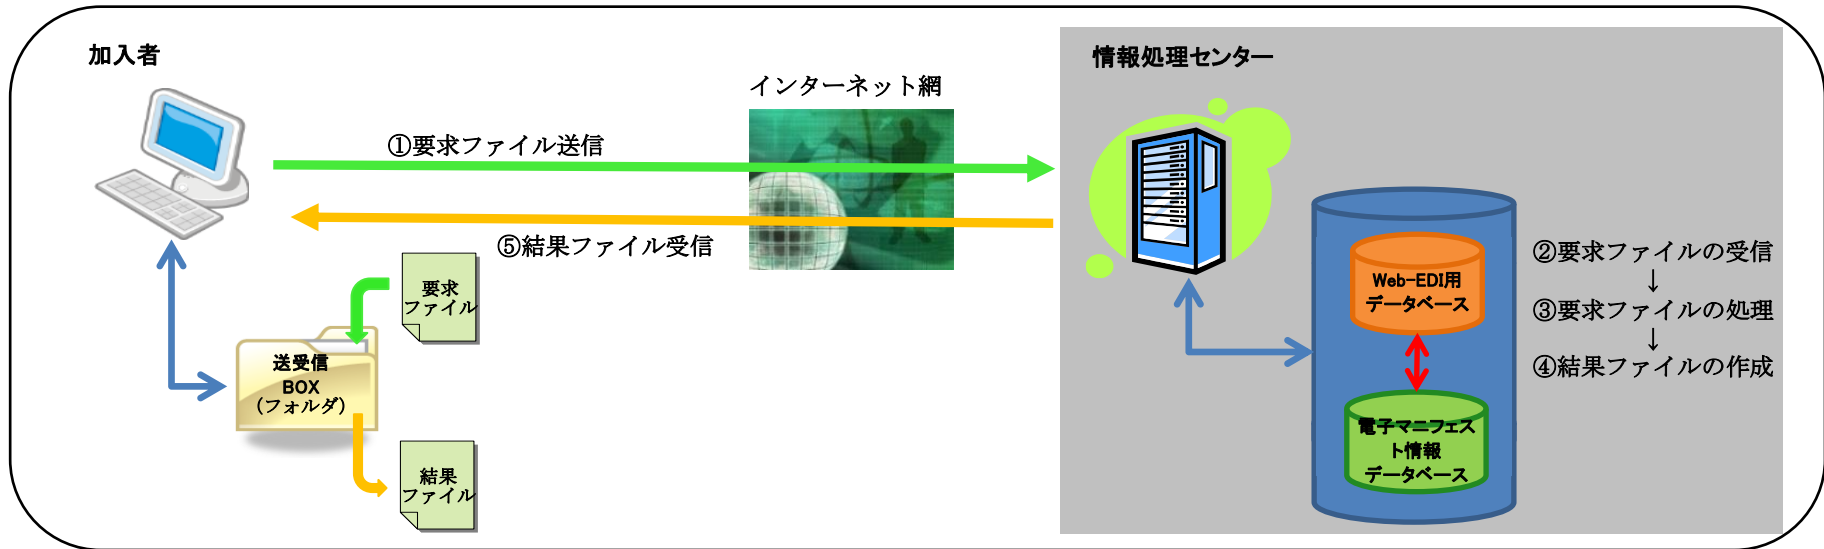 加入者
情報処理センター
インターネット網
①要求ファイル送信
⑤結果ファイル受信
要求
ファイル
送受信
BOX
(フォルダ)
結果
ファイル
Web-EDI用
データベース
電子マニフェス
ト情報
データベース
②要求ファイルの受信
↓
③要求ファイルの処理
↓
④結果ファイルの作成